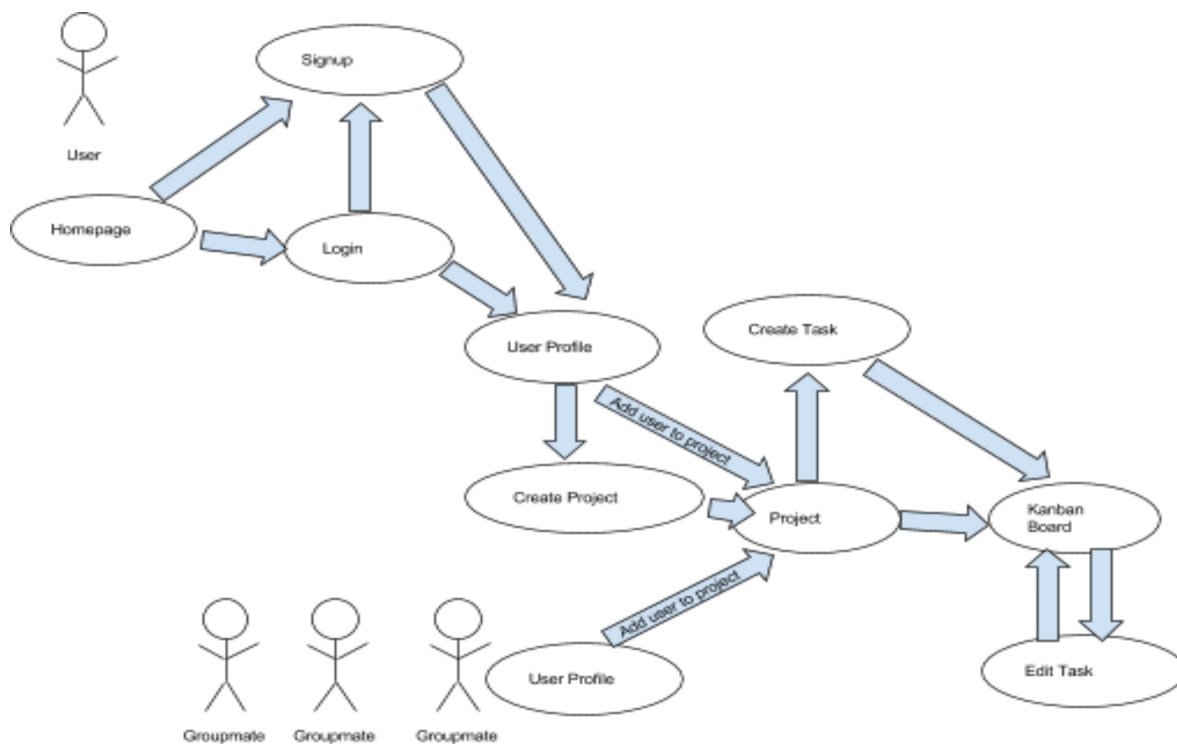 Signup
User
Homepage
Login
User Profile
Create Task
Add user to project
Create Project
Project
Kanban
Board
Add user to project
User Profile
Edit Task
Groupmate
Groupmate
Groupmate